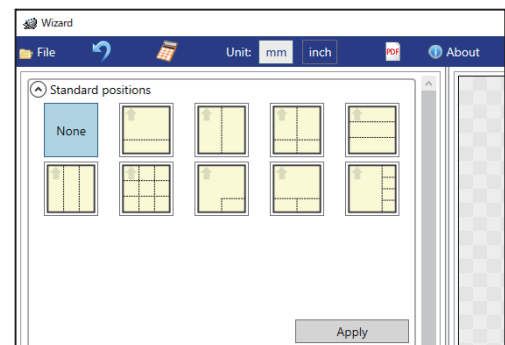 Wizard
File Unit: mm inch PDF About
Standard positions
None
Apply